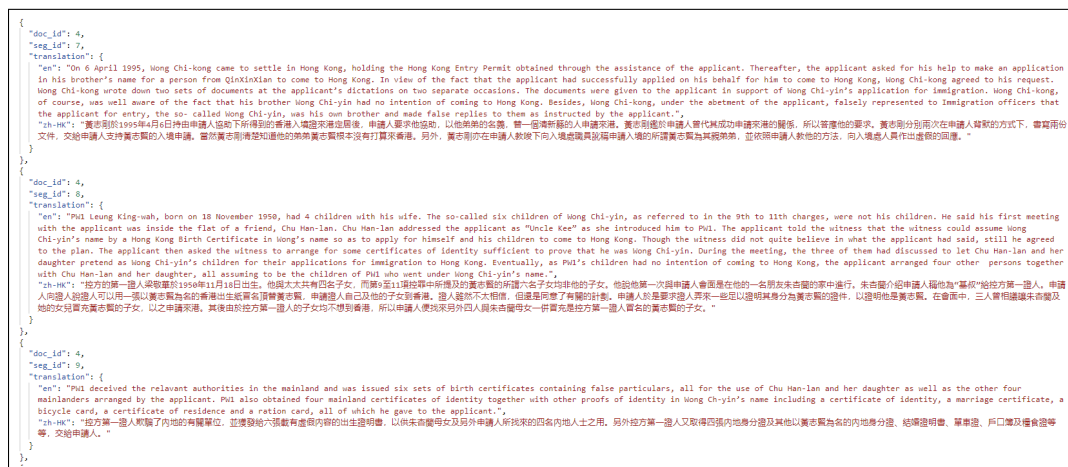 {
"doc_id": 4,
"seg_id": 7,
"translation": {
"en": "On 6 April 1995, Wong Chi-kong came to settle in Hong Kong, holding the Hong Kong Entry Permit obtained through the assistance of the applicant. Thereafter, the applicant asked for his help to make an application
in his brother’s name for a person from QinXinXian to come to Hong Kong. In view of the fact that the applicant had successfully applied on his behalf for him to come to Hong Kong, Wong Chi-kong agreed to his request.
Wong Chi-kong wrote down two sets of documents at the applicant’s dictations on two separate occasions. The documents were given to the applicant in support of Wong Chi-yin’s application for immigration. Wong Chi-kong,
of course, was well aware of the fact that his brother Wong Chi-yin had no intention of coming to Hong Kong. Besides, Wong Chi-kong, under the abetment of the applicant, falsely represented to Immigration officers that
the applicant for entry, the so- called Wong Chi-yin, was his own brother and made false replies to them as instructed by the applicant.",
"zh-HK": "黃志剛於1995年4月6日持由申請人協助下所得到的香港入境證來港定居後，申請人要求他協助，以他弟弟的名義，替一個清新縣的人申請來港。黃志剛鑑於申請人曾代其成功申請來港的關係，所以答應他的要求。黃志剛分別兩次在申請人背默的方式下，書寫兩份
文件，交給申請人支持黃志賢的入境申請。當然黃志剛清楚知道他的弟弟黃志賢根本沒有打算來香港。另外，黃志剛亦在申請人教唆下向入境處職員訛稱申請入境的所謂黃志賢為其親弟弟，並依照申請人教他的方法，向入境處人員作出虛假的回應。"
}
},
{
"doc_id": 4,
"seg_id": 8,
"translation": {
"en": "PW1 Leung King-wah, born on 18 November 1950, had 4 children with his wife. The so-called six children of Wong Chi-yin, as referred to in the 9th to 11th charges, were not his children. He said his first meeting
with the applicant was inside the flat of a friend, Chu Han-lan. Chu Han-lan addressed the applicant as “Uncle Kee” as she introduced him to PW1. The applicant told the witness that the witness could assume Wong
Chi-yin’s name by a Hong Kong Birth Certificate in Wong’s name so as to apply for himself and his children to come to Hong Kong. Though the witness did not quite believe in what the applicant had said, still he agreed
to the plan. The applicant then asked the witness to arrange for some certificates of identity sufficient to prove that he was Wong Chi-yin. During the meeting, the three of them had discussed to let Chu Han-lan and her
daughter pretend as Wong Chi-yin’s children for their applications for immigration to Hong Kong. Eventually, as PW1’s children had no intention of coming to Hong Kong, the applicant arranged four other  persons together
with Chu Han-lan and her daughter, all assuming to be the children of PW1 who went under Wong Chi-yin’s name.",
"zh-HK": "控方的第一證人梁敬華於1950年11月18日出生。他與太太共有四名子女，而第9至11項控罪中所提及的黃志賢的所謂六名子女均非他的子女。他說他第一次與申請人會面是在他的一名朋友朱杏蘭的家中進行。朱杏蘭介紹申請人稱他為“基叔”給控方第一證人。申請
人向證人說證人可以用一張以黃志賢為名的香港出生紙冒名頂替黃志賢，申請證人自己及他的子女到香港。證人雖然不太相信，但還是同意了有關的計劃。申請人於是要求證人弄來一些足以證明其身分為黃志賢的證件，以證明他是黃志賢。在會面中，三人曾相議讓朱杏蘭及
她的女兒冒充黃志賢的子女，以之申請來港。其後由於控方第一證人的子女均不想到香港，所以申請人便找來另外四人與朱杏蘭母女一併冒充是控方第一證人冒名的黃志賢的子女。"
}
},
{
"doc_id": 4,
"seg_id": 9,
"translation": {
"en": "PW1 deceived the relavant authorities in the mainland and was issued six sets of birth certificates containing false particulars, all for the use of Chu Han-lan and her daughter as well as the other four
mainlanders arranged by the applicant. PW1 also obtained four mainland certificates of identity together with other proofs of identity in Wong Ch-yin’s name including a certificate of identity, a marriage certificate, a
bicycle card, a certificate of residence and a ration card, all of which he gave to the applicant.",
"zh-HK": "控方第一證人欺騙了內地的有關單位，並獲發給六張載有虛假內容的出生證明書，以供朱杏蘭母女及另外申請人所找來的四名內地人士之用。另外控方第一證人又取得四張內地身分證及其他以黃志賢為名的內地身分證、結婚證明書、單車證、戶口簿及糧食證等
等，交給申請人。"
}
},